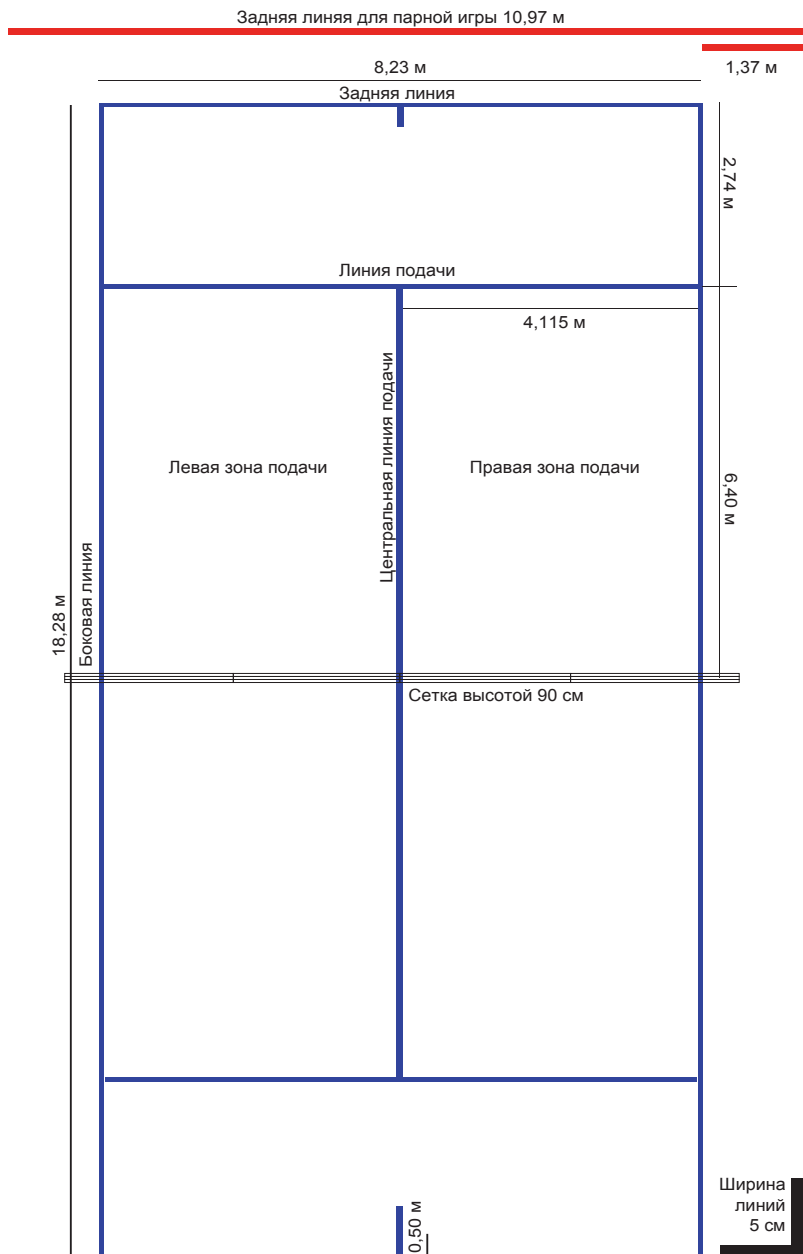 Задняя линия для парной игры 10,97 м
8,23 м
1,37 м
Задняя линия
2,74 м
Линия подачи
4,115 м
Центральная линия подачи
Левая зона подачи
Правая зона подачи
6,40 м
Боковая линия
18,28 м
Сетка высотой 90 см
Ширина
линий
5 см
0,50 м